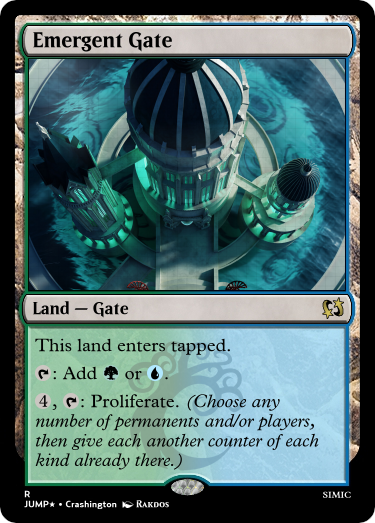 Emergent Gate
Land — Gate
This land enters tapped.
: Add or .
4, : Proliferate. (Choose any
number of permanents and/or players,
then give each another counter of each
kind already there.)
R
SIMIC
JUMP★ • Crashington Rakdos